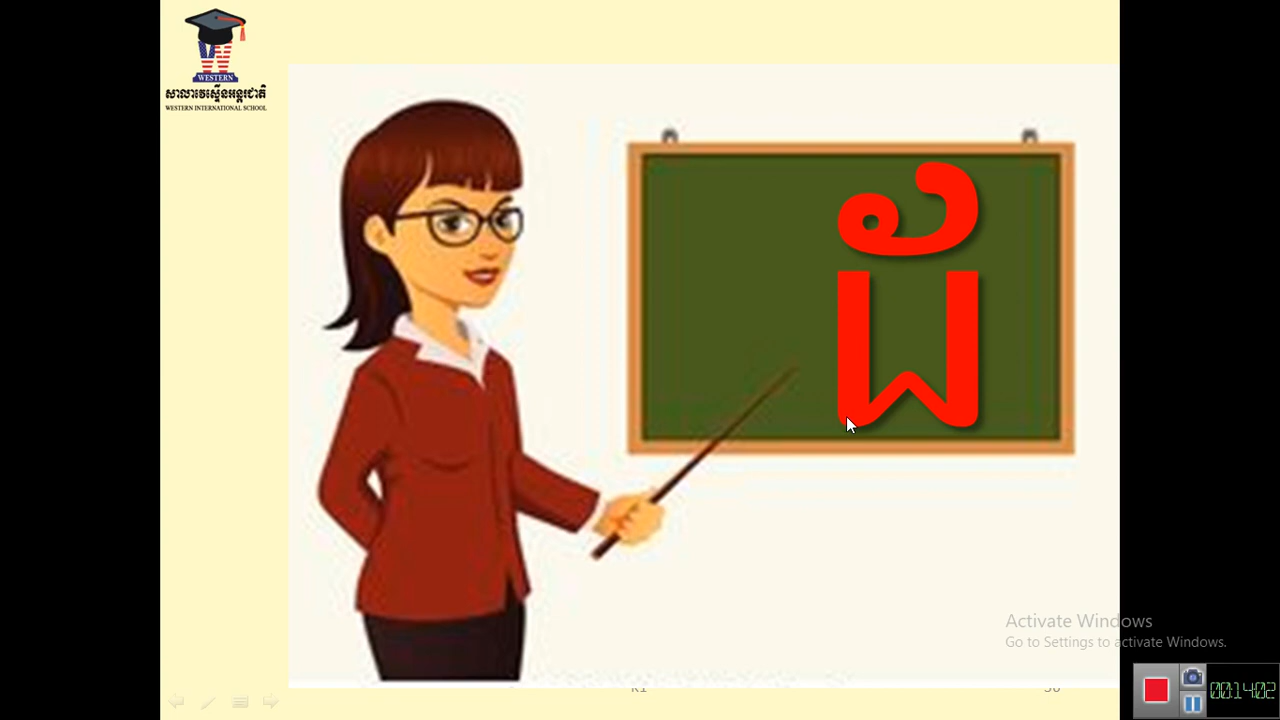 WESTERN
សាលាវេស្ទើនអន្តរជាតិ
WESTERN INTERNATIONAL SCHOOL
ឋ
Activate Windows
Go to Settings to activate Windows.
00:14:02